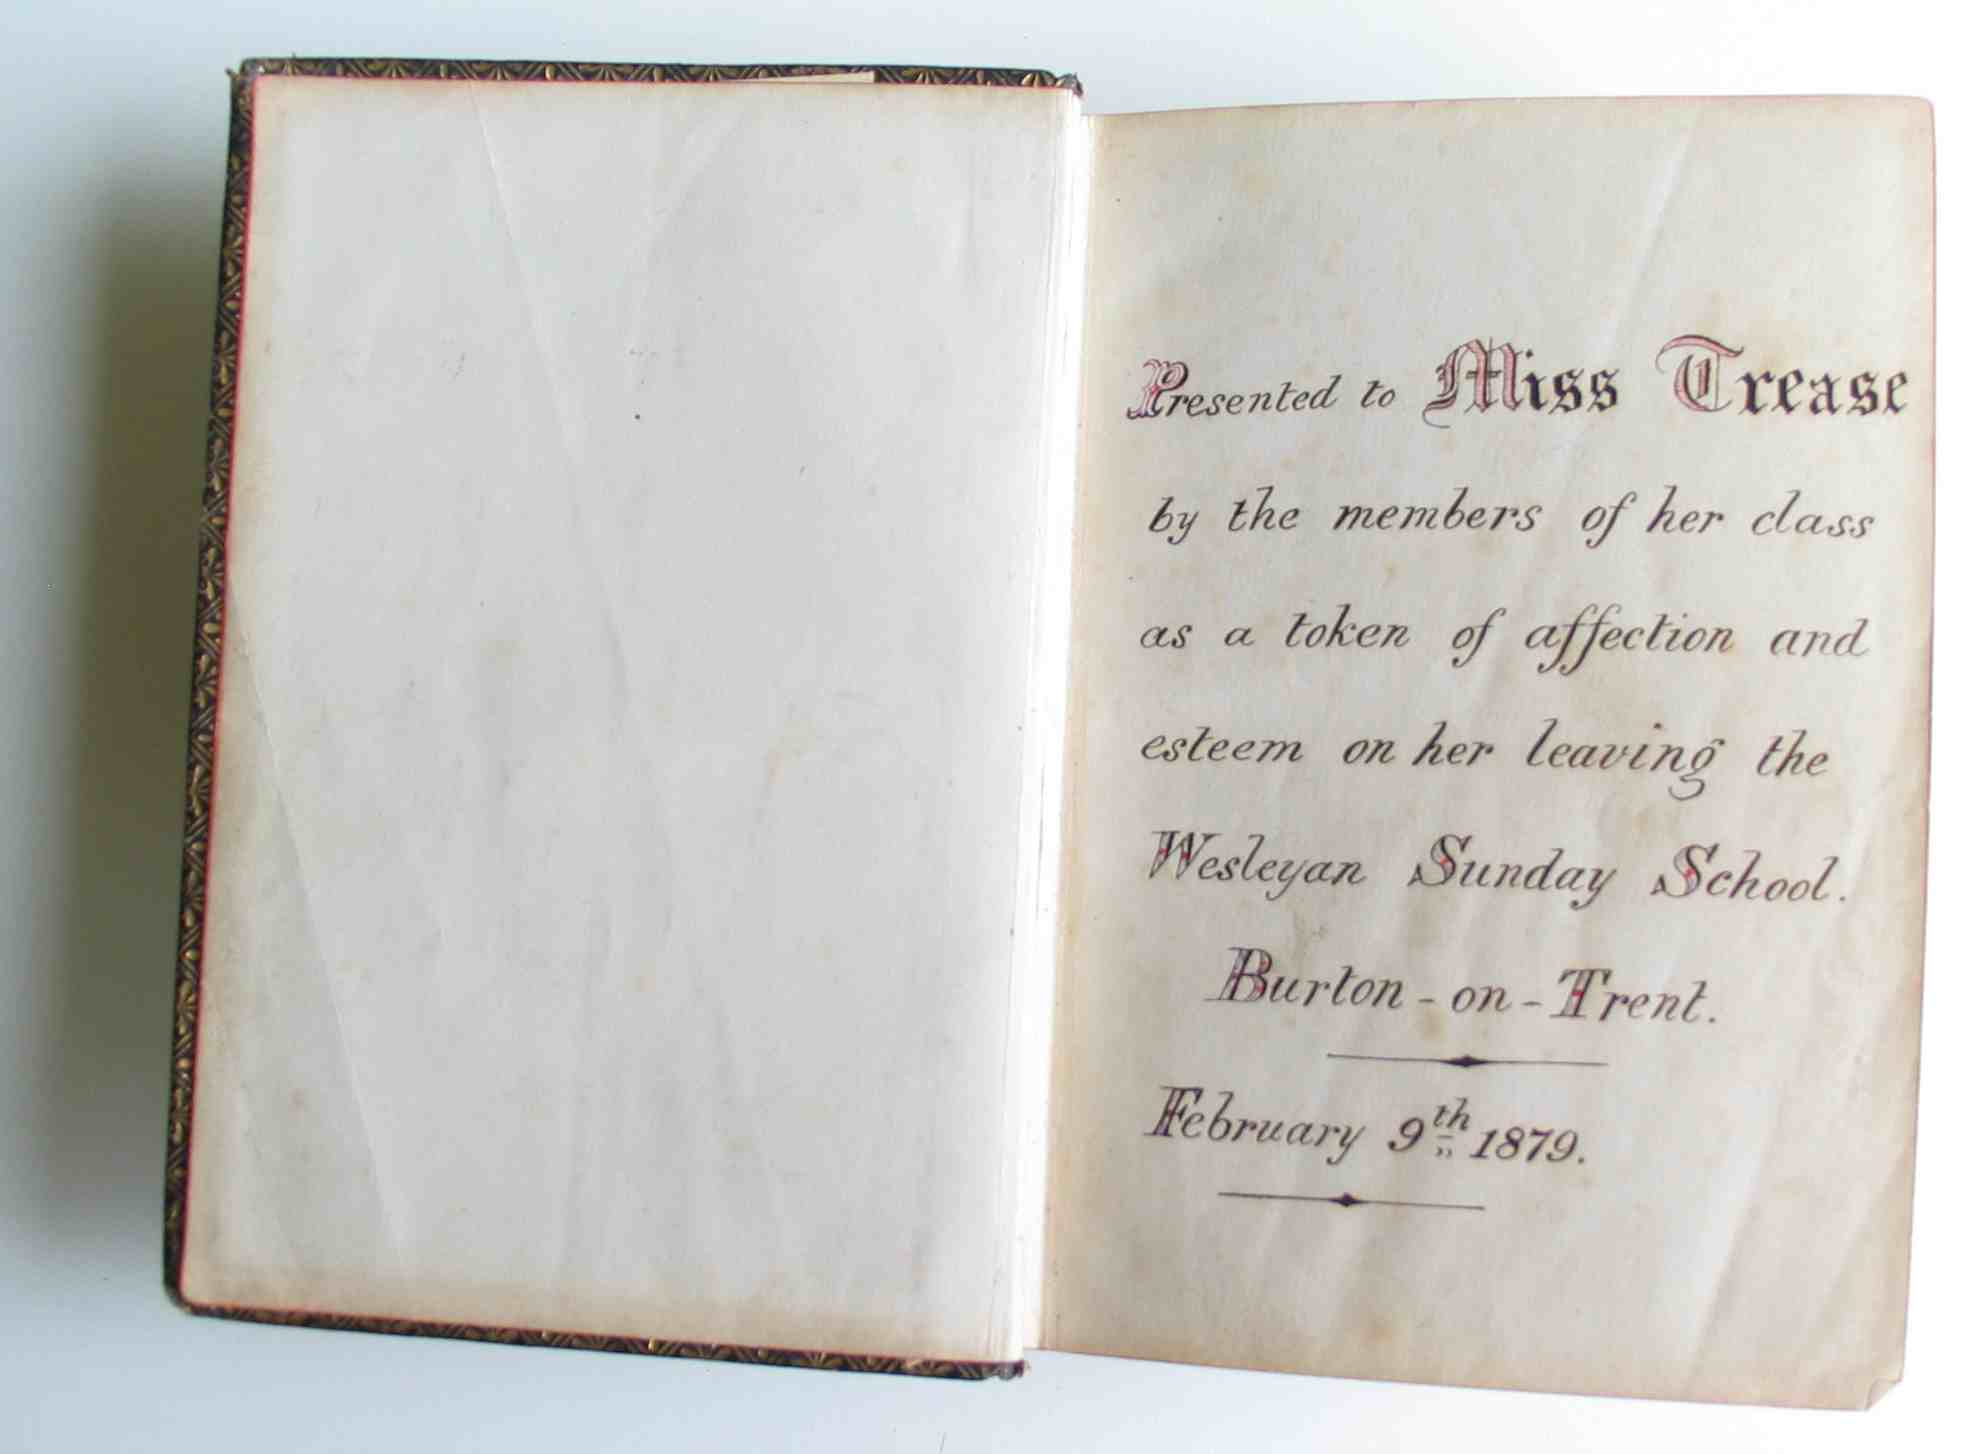 Presented to Miss Trease
by the members of her class
as a token of affection and
esteem on her leaving the
Wesleyan Sunday School.
Burton-on-Trent.
February 9th 1879.